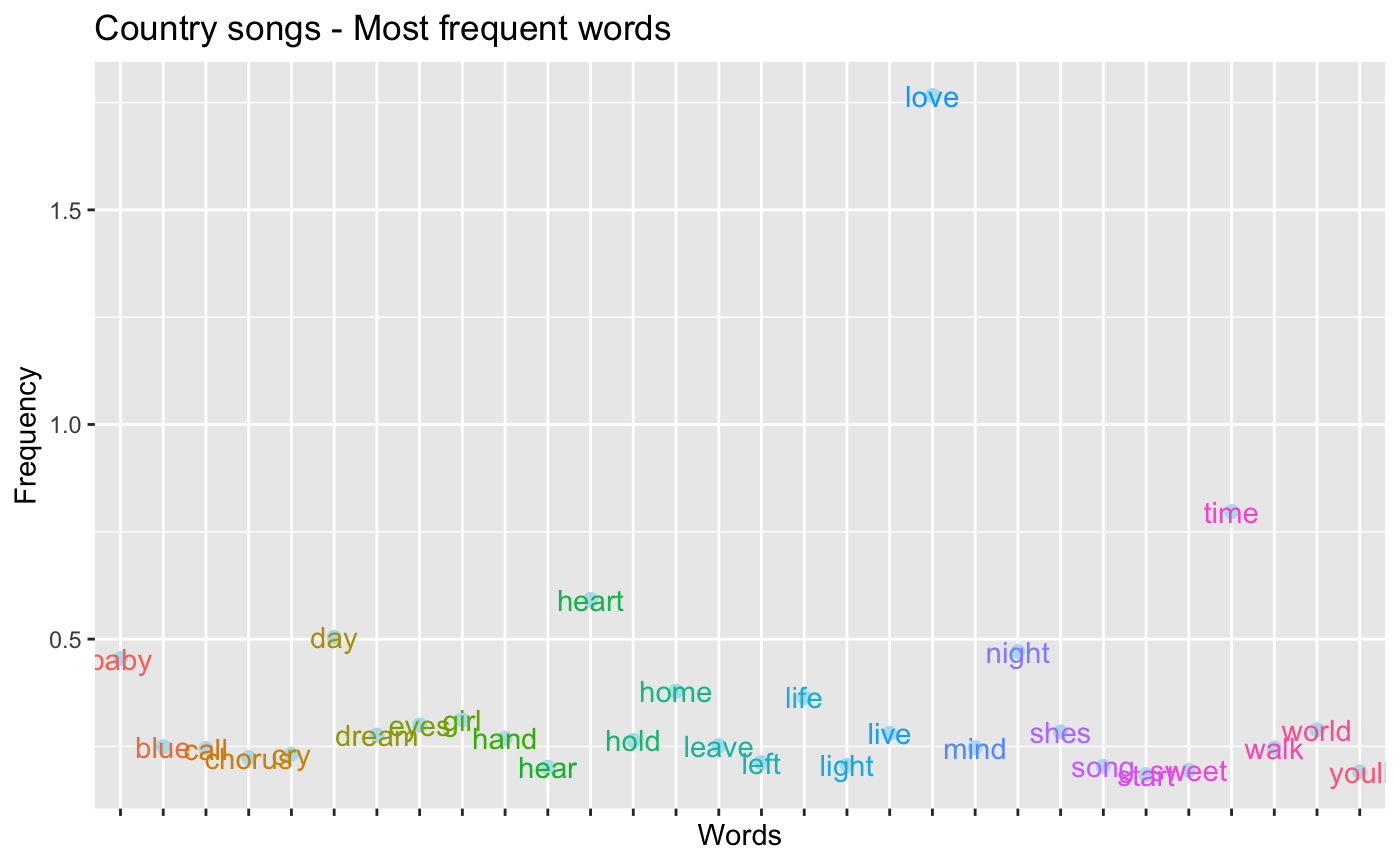 Country songs - Most frequent words
Frequency
1.5
1.0
0.5
love
time
heart
day
baby
night
home
life
girl
eyes
dream
hand
hold
live
shes
world
blue
call
chorus
cry
hear
leave
left
light
mind
song
start
sweet
walk
youll
Words